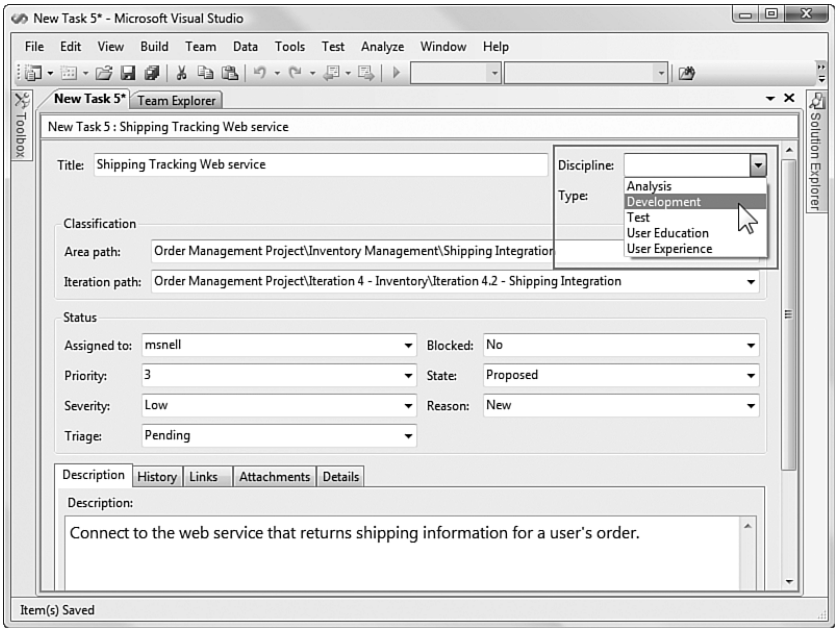 New Task 5* - Microsoft Visual Studio
File Edit View Build Team Data Tools Test Analyze Window Help
Toolbox
New Task 5* Team Explorer
Solution Explorer
New Task 5 : Shipping Tracking Web service
Title: Shipping Tracking Web service
Discipline:
Type:
Analysis
Development
Test
User Education
User Experience
Classification
Area path: Order Management Project\Inventory Management\Shipping Integration
Iteration path: Order Management Project\Iteration 4 - Inventory\Iteration 4.2 - Shipping Integration
Status
Assigned to: msnell Blocked: No
Priority: 3 State: Proposed
Severity: Low Reason: New
Triage: Pending
Description History Links Attachments Details
Description:
Connect to the web service that returns shipping information for a user's order.
Item(s) Saved